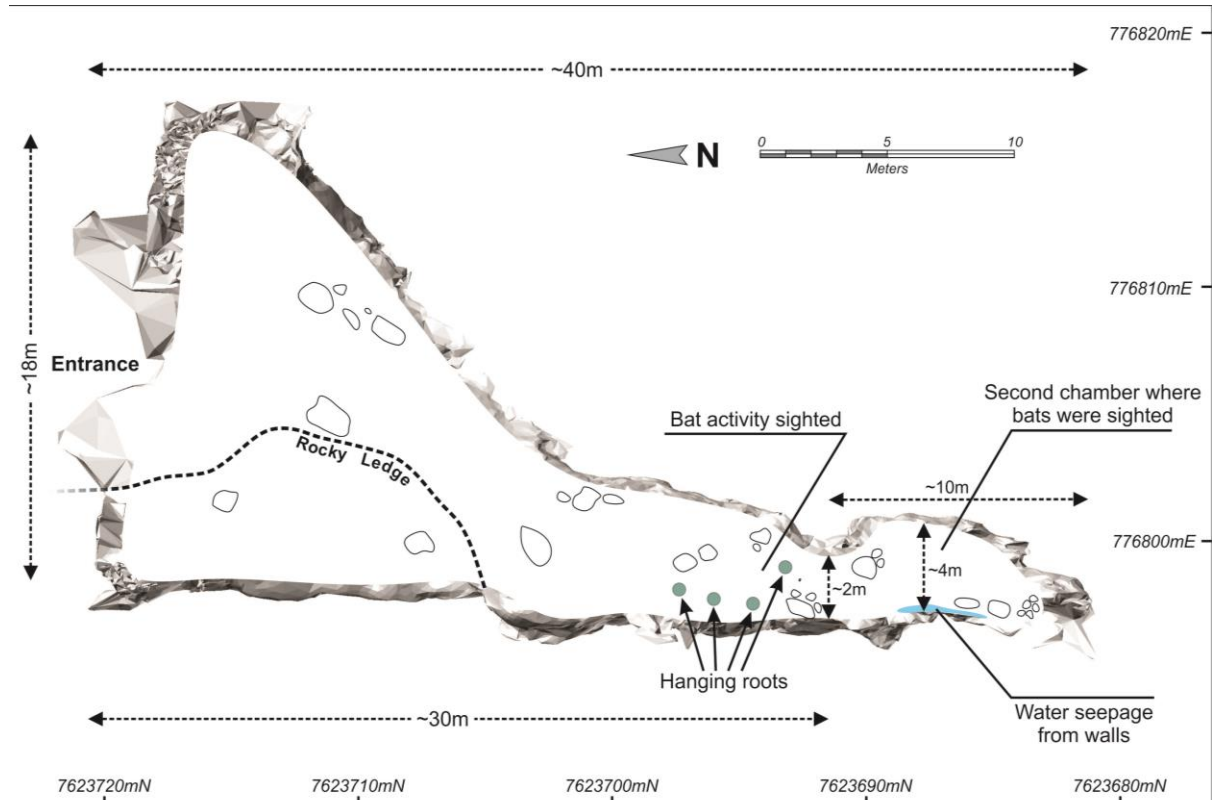 776820mE
~40m
N
0 5 10
Meters
776810mE
~18m
Entrance
Second chamber where
bats were sighted
Bat activity sighted
Rocky Ledge
~10m
776800mE
~4m
~2m
Hanging roots
~30m
Water seepage
from walls
7623720mN 7623710mN 7623700mN 7623690mN 7623680mN